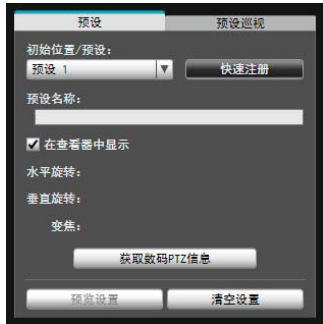 预设 预设巡视
初始位置/预设:
预设 1 快速注册
预设名称:
在查看器中显示
水平旋转:
垂直旋转:
变焦:
获取数码PTZ信息
预览设置 清空设置